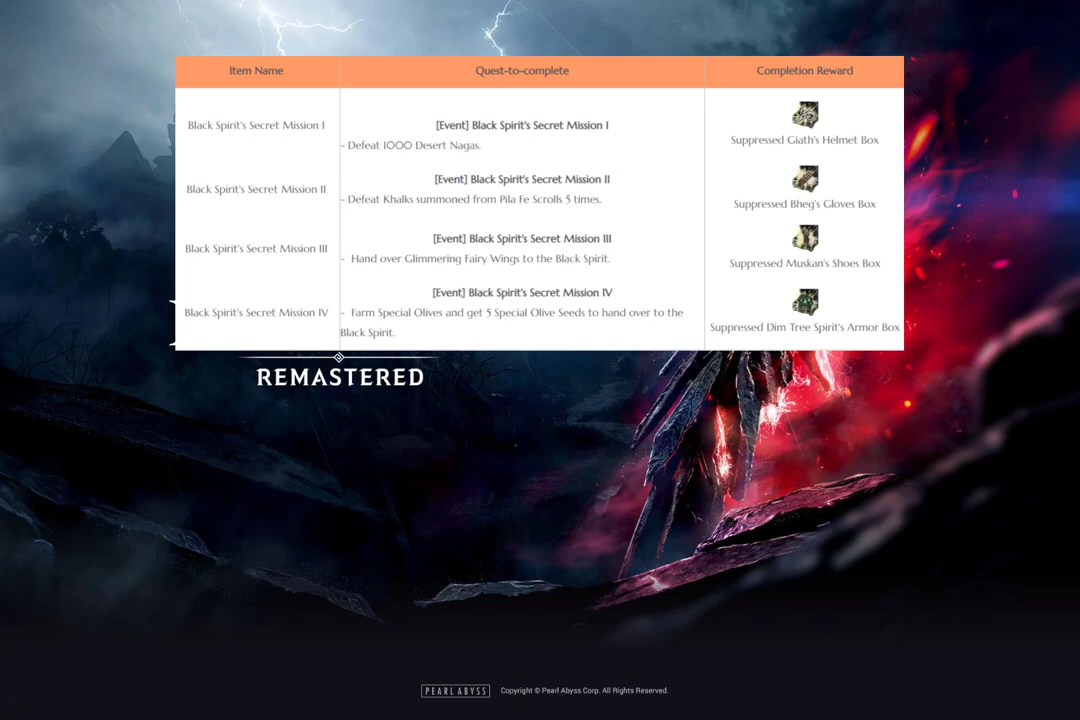 Item Name Quest-to-complete Completion Reward
Black Spirit's Secret Mission I
[Event] Black Spirit's Secret Mission I
- Defeat 1000 Desert Nagas.
Suppressed Giath's Helmet Box
Black Spirit's Secret Mission II
[Event] Black Spirit's Secret Mission II
- Defeat Khalks summoned from Pila Fe Scrolls 5 times.
Suppressed Bheg's Gloves Box
Black Spirit's Secret Mission III
[Event] Black Spirit's Secret Mission III
- Hand over Glimmering Fairy Wings to the Black Spirit.
Suppressed Muskan's Shoes Box
Black Spirit's Secret Mission IV
[Event] Black Spirit's Secret Mission IV
- Farm Special Olives and get 5 Special Olive Seeds to hand over to the
Black Spirit.
Suppressed Dim Tree Spirit's Armor Box
REMASTERED
PEARL ABYSS Copyright © Pearl Abyss Corp. All Rights Reserved.